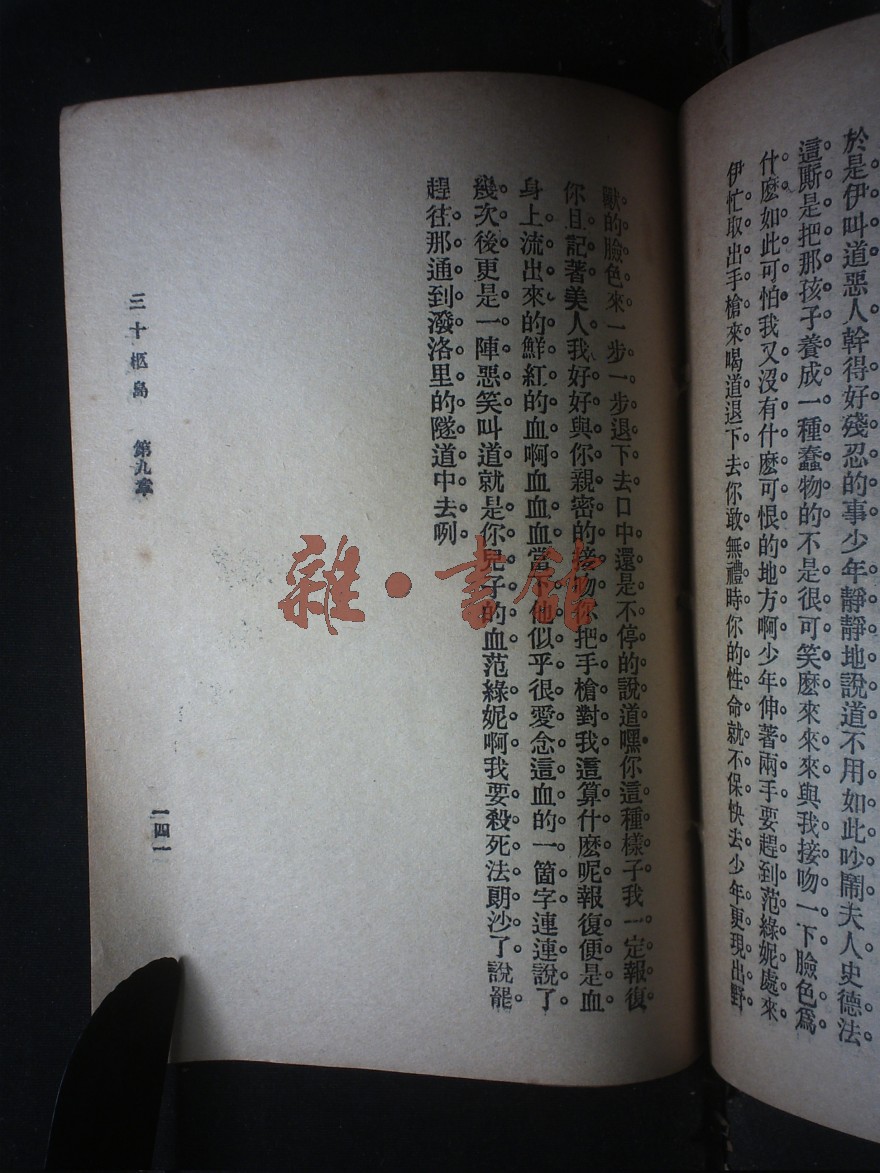 於是伊叫道惡人幹得好殘忍的事少年靜靜地說道不用如此吵鬧夫人史德法
這廝是把那孩子養成一種蠢物的不是很可笑麽來來來與我接吻一下臉色爲
什麽如此可怕我又沒有什麽可恨的地方啊少年伸著兩手要趕到范綠妮處來
伊忙取出手槍來喝道退下去你敢無禮時你的性命就不保快去少年更現出野
獸的臉色來一步一步退下去口中還是不停的說道嘿你這種樣子我一定報復
你且記著美人我好好與你親密的接吻你把手槍對我這算什麽呢報復便是血
身上流出來的鮮紅的血啊血血血當下他似乎很愛念這血的一箇字連連說了
幾次後更是一陣惡笑叫道就是你兒子的血范綠妮啊我要殺死法朗沙了說罷
趕往那通到潑洛里的隧道中去咧
三十柩島 第九章
一四一
雜·書館